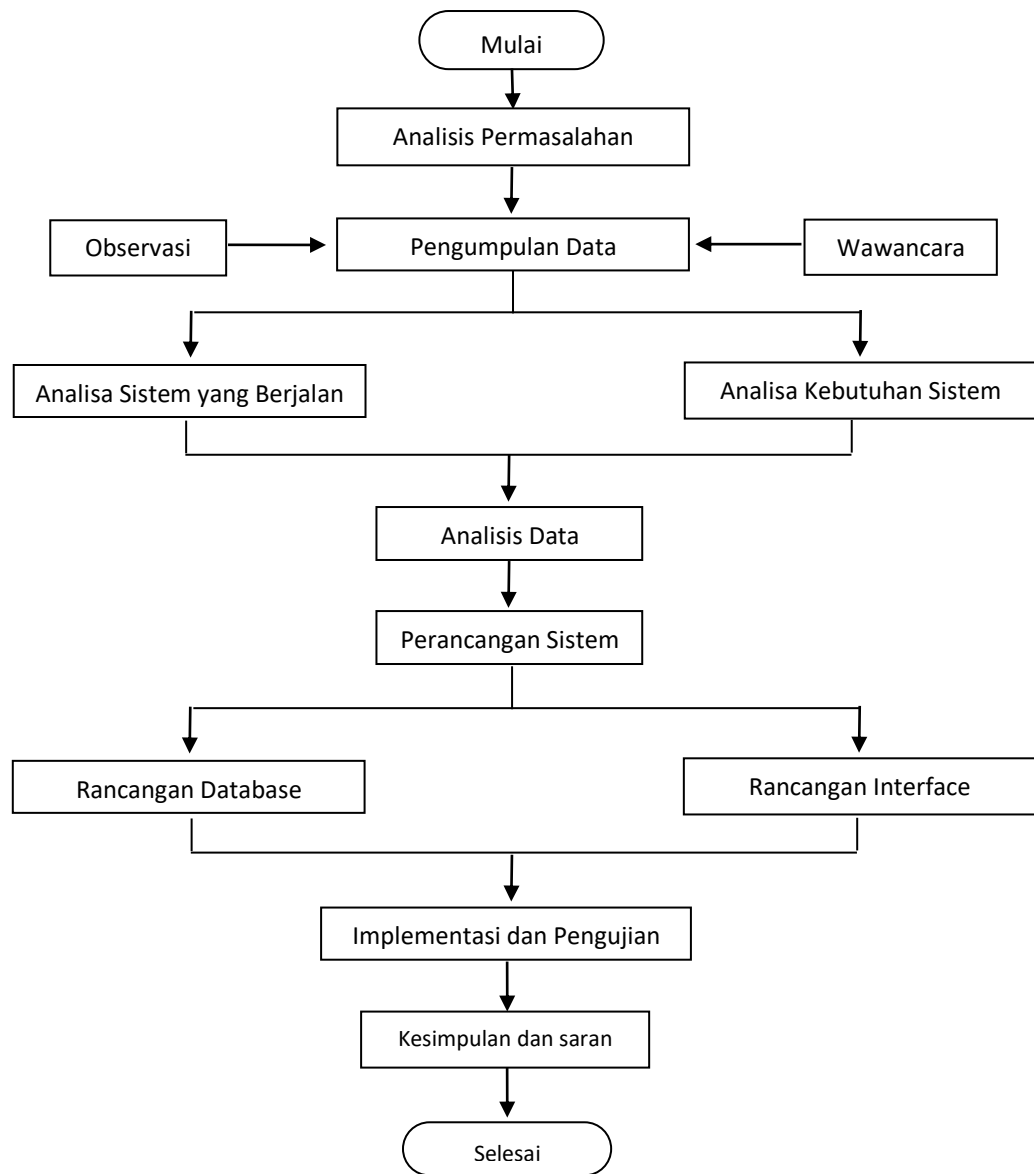 Mulai
Analisis Permasalahan
Observasi
Pengumpulan Data
Wawancara
Analisa Sistem yang Berjalan
Analisa Kebutuhan Sistem
Analisis Data
Perancangan Sistem
Rancangan Database
Rancangan Interface
Implementasi dan Pengujian
Kesimpulan dan saran
Selesai